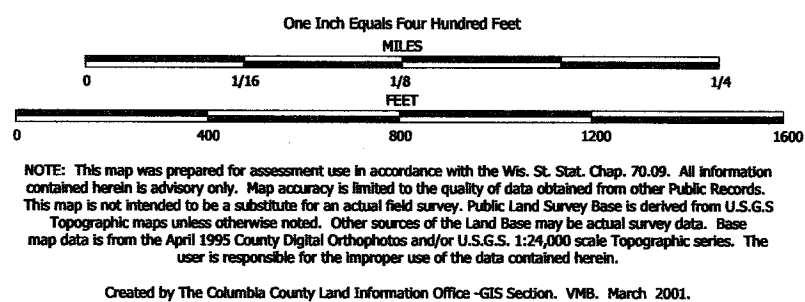 One Inch Equals Four Hundred Feet
MILES
0 1/16 1/8 1/4
FEET
0 400 800 1200 1600
NOTE: This map was prepared for assessment use in accordance with the Wis. St. Stat. Chap. 70.09. All information
contained herein is advisory only. Map accuracy is limited to the quality of data obtained from other Public Records.
This map is not intended to be a substitute for an actual field survey. Public Land Survey Base is derived from U.S.G.S
Topographic maps unless otherwise noted. Other sources of the Land Base may be actual survey data. Base
map data is from the April 1995 County Digital Orthophotos and/or U.S.G.S. 1:24,000 scale Topographic series. The
user is responsible for the improper use of the data contained herein.
Created by The Columbia County Land Information Office -GIS Section. VMB. March 2001.